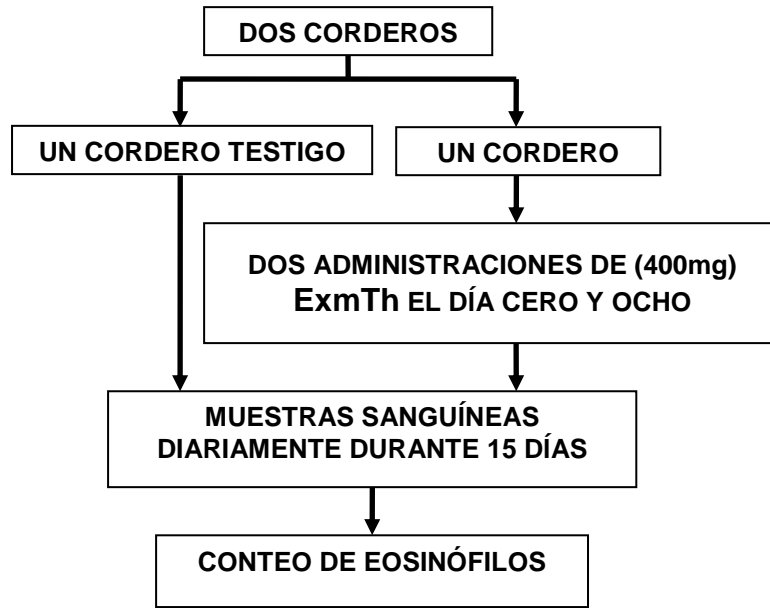 DOS CORDEROS
UN CORDERO TESTIGO
UN CORDERO
DOS ADMINISTRACIONES DE (400mg)
ExmTh EL DÍA CERO Y OCHO
MUESTRAS SANGUÍNEAS
DIARIAMENTE DURANTE 15 DÍAS
CONTEO DE EOSINÓFILOS